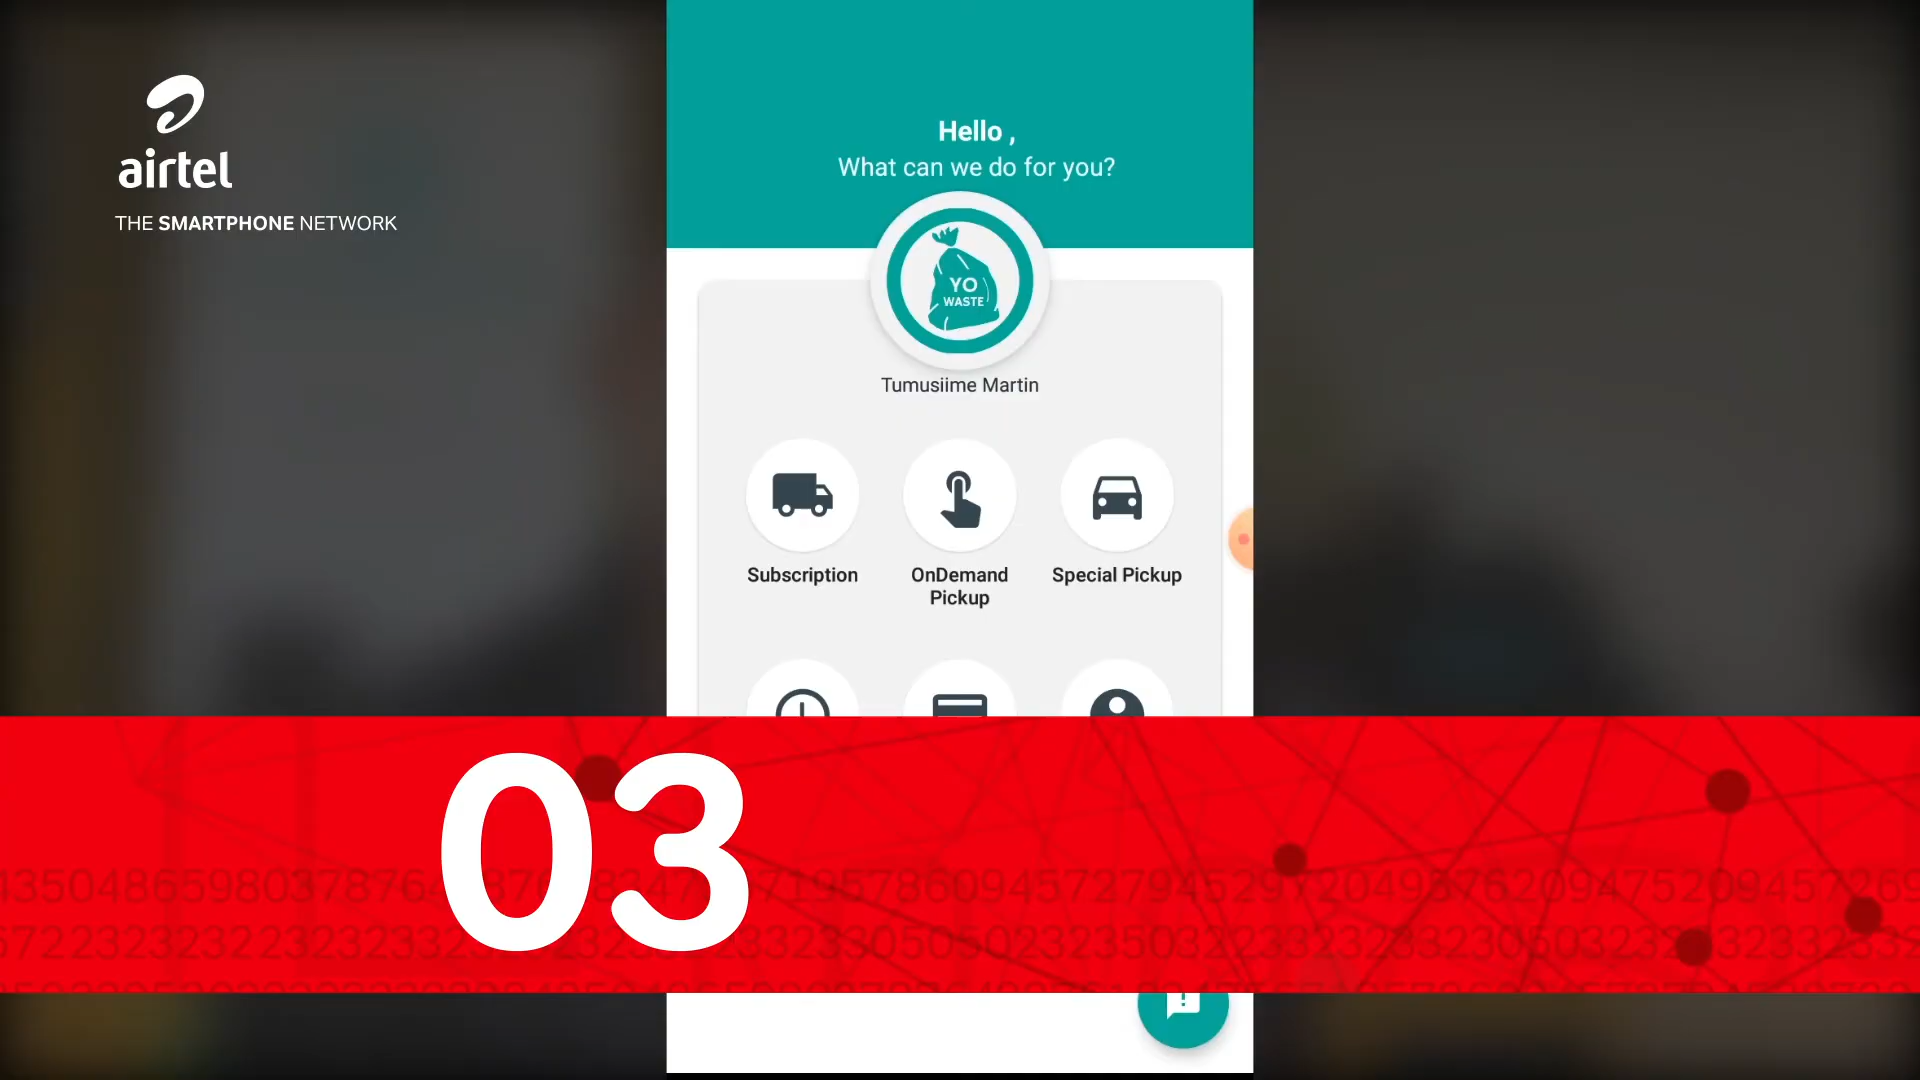 airtel
THE SMARTPHONE NETWORK
Hello ,
What can we do for you?
YO
WASTE
Tumusiime Martin
Subscription
OnDemand
Pickup
Special Pickup
03